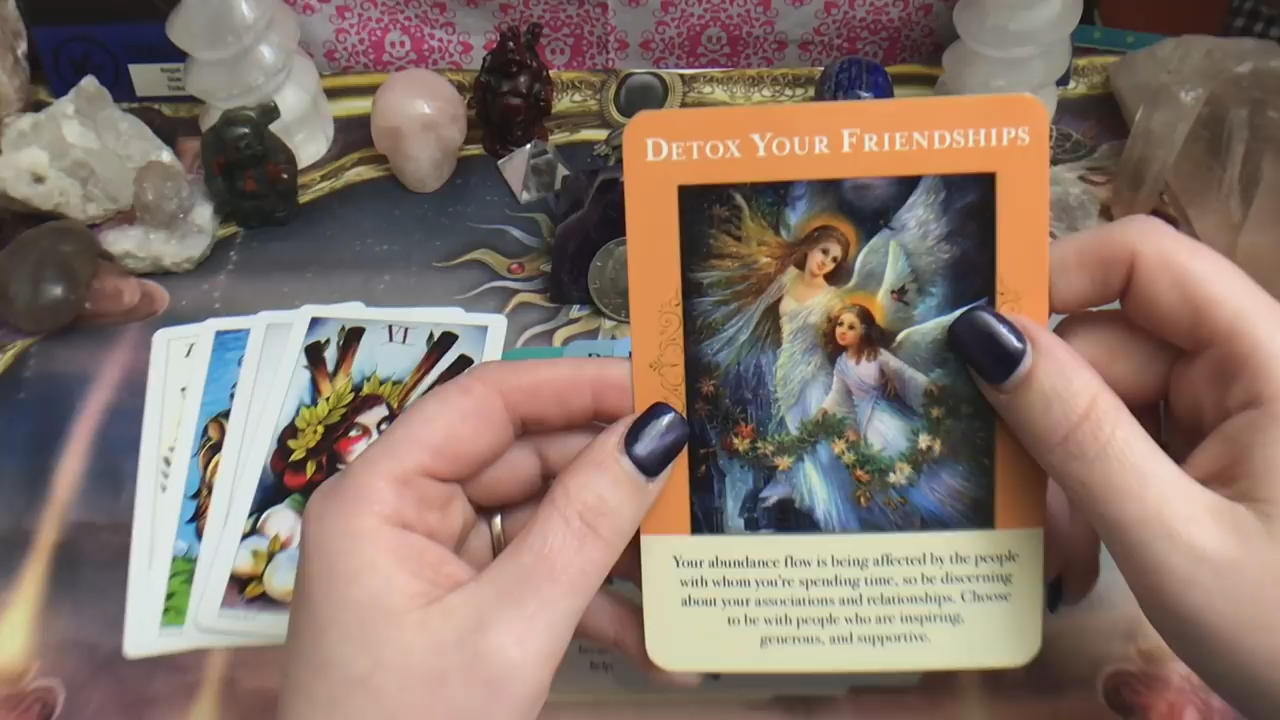 DETOX YOUR FRIENDSHIPS
VI
Your abundance flow is being affected by the people
with whom you're spending time, so be discerning
about your associations and relationships. Choose
to be with people who are inspiring,
generous, and supportive.